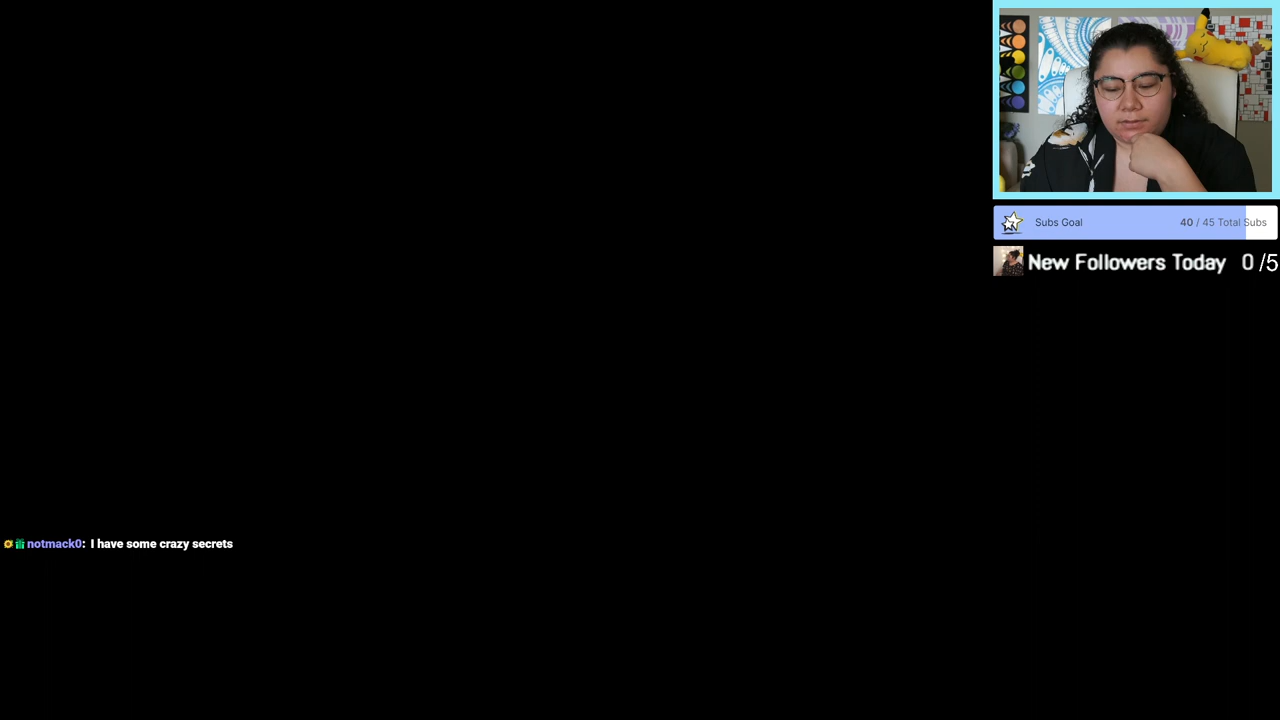 Subs Goal 40 / 45 Total Subs
New Followers Today 0 /5
notmack0: I have some crazy secrets